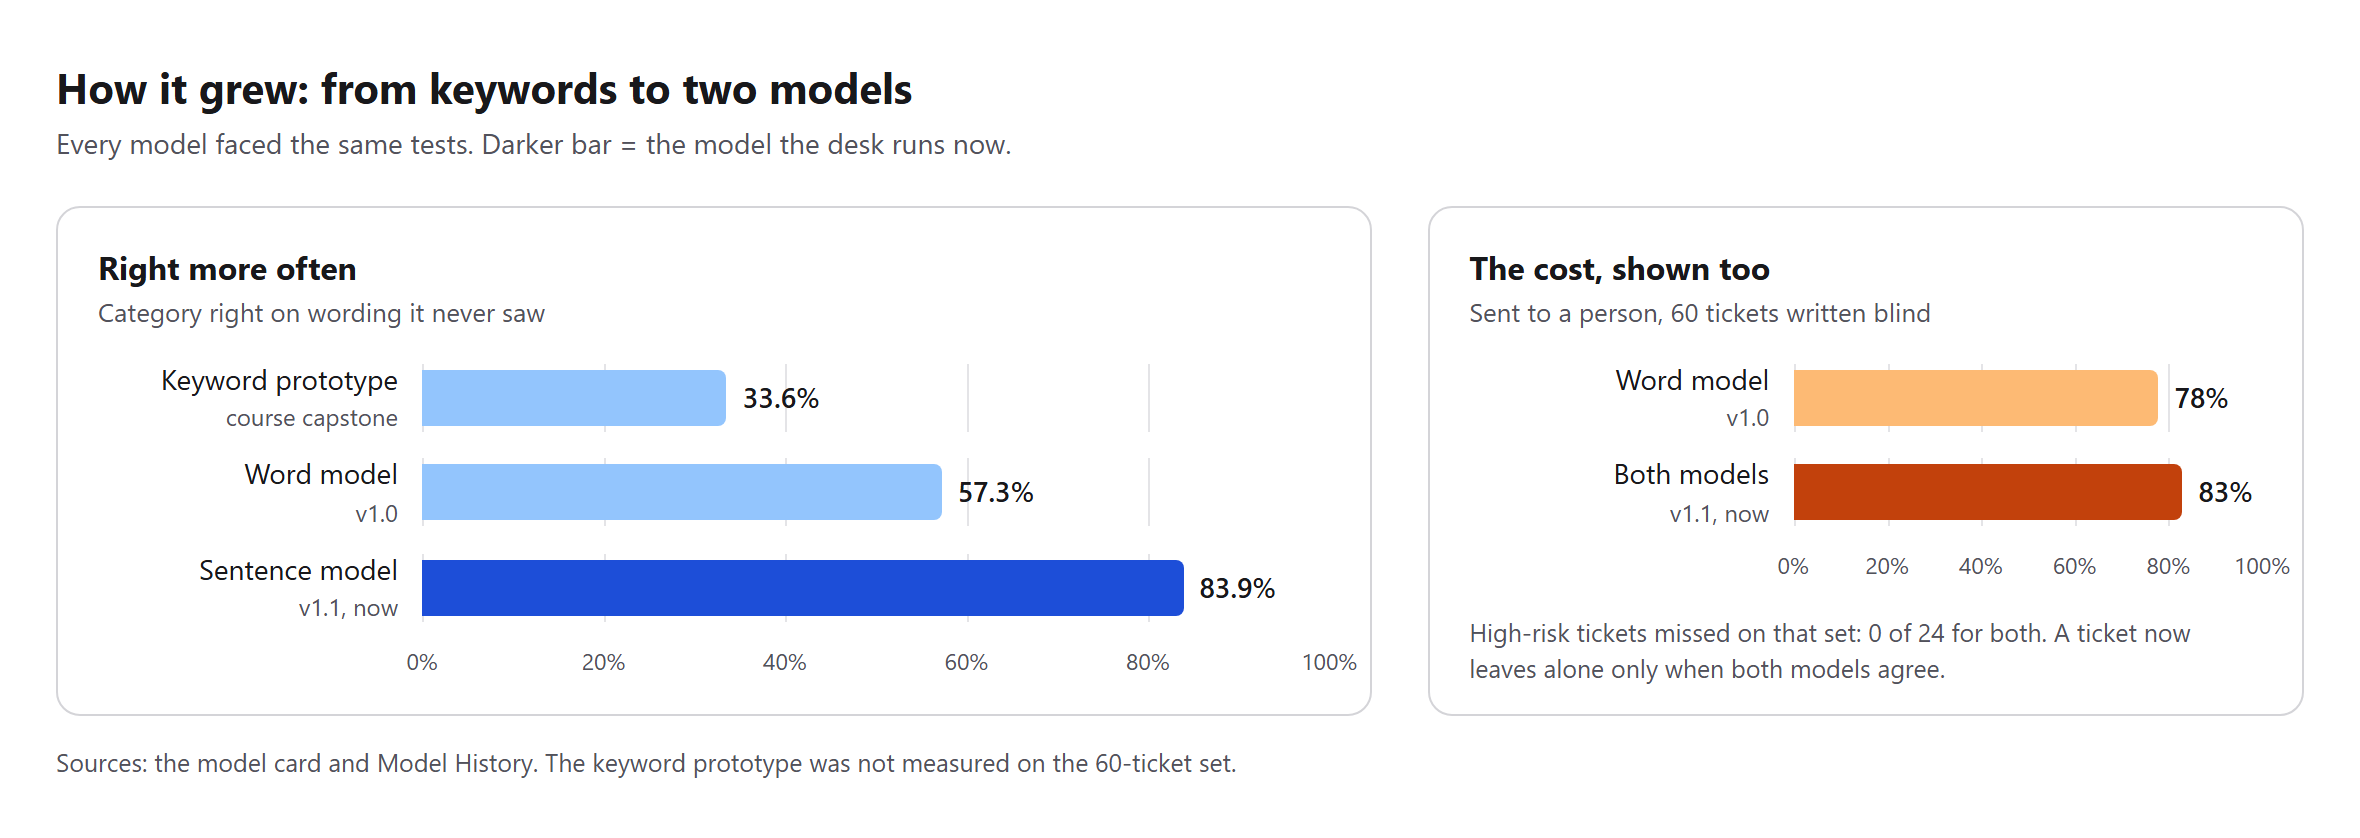 How it grew: from keywords to two models
Every model faced the same tests. Darker bar = the model the desk runs now.
Right more often
Category right on wording it never saw
Keyword prototype
course capstone
33.6%
Word model
v1.0
57.3%
Sentence model
v1.1, now
83.9%
0% 20% 40% 60% 80% 100%
The cost, shown too
Sent to a person, 60 tickets written blind
Word model
v1.0
78%
Both models
v1.1, now
83%
0% 20% 40% 60% 80% 100%
High-risk tickets missed on that set: 0 of 24 for both. A ticket now
leaves alone only when both models agree.
Sources: the model card and Model History. The keyword prototype was not measured on the 60-ticket set.